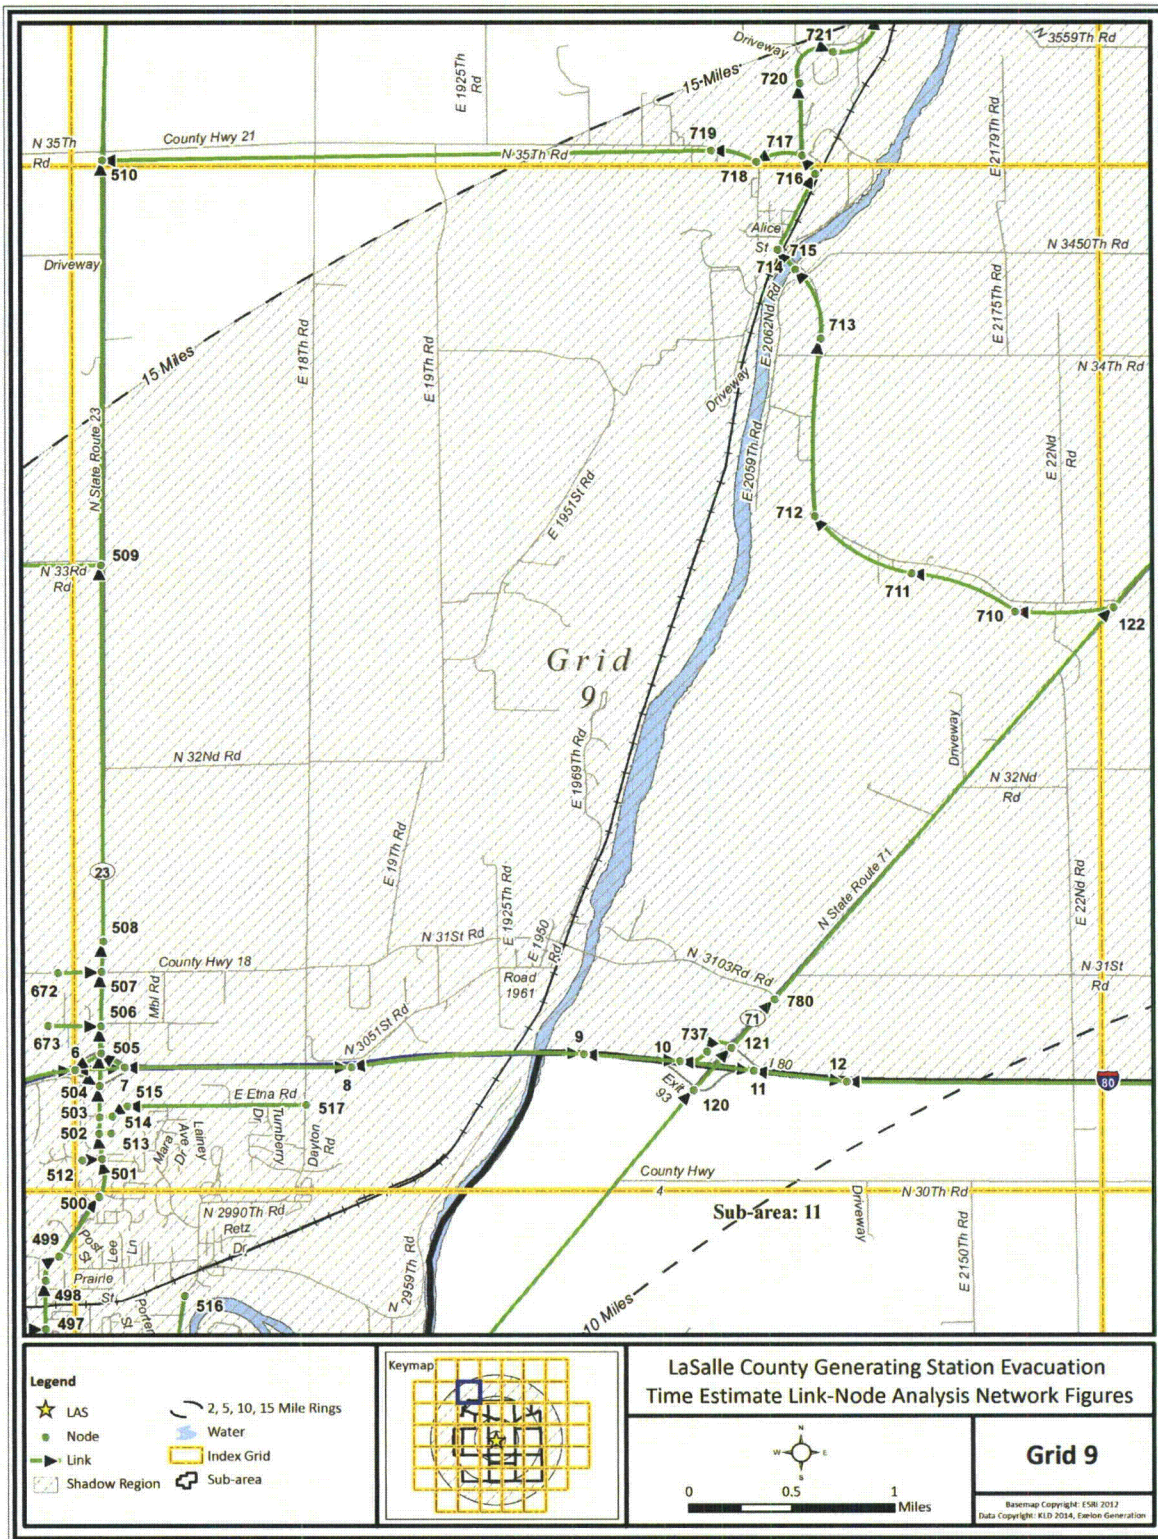 721
Driveway
N 3559Th Rd
E 1925Th
Rd
15 Miles
720
E 2179Th Rd
N 35Th
Rd
County Hwy 21
719
N 35Th Rd
717
718
716
510
Alice
St
715
N 3450Th Rd
714
Driveway
E 2062Nd Rd
E 2175Th Rd
713
15 Miles
E 18Th Rd
E 19Th Rd
N 34Th Rd
Driveway
N State Route 23
E 2059Th Rd
E 22Nd
Rd
E 1951St Rd
712
509
N 33Rd
Rd
711
710
122
Grid
9
Driveway
N 32Nd Rd
E 1969Th Rd
N 32Nd
Rd
E 19Th Rd
23
N State Route 71
E 22Nd Rd
E 1925Th Rd
E 1950
Rd
508
N 31St Rd
County Hwy 18
N 3103Rd Rd
N 31St
Rd
672
507
Mbl Rd
Road
1961
780
506
N 3051St Rd
71
673
6
505
9
737
121
10
I 80
12
7
8
11
80
504
515
E Etna Rd
517
Exit
93
120
503
514
502
513
Mara
Ave Dr
Lainey
Turnberry
Dr
Dayton
Rd
512
501
County Hwy
4
N 30Th Rd
500
N 2990Th Rd
Retz
Dr
Sub-area: 11
Driveway
E 2150Th Rd
499
Post
St
Lee
Ln
N 2959Th Rd
Prairie
St
498
Porter
St
516
10 Miles
497
Legend
LAS
Node
Link
Shadow Region
2, 5, 10, 15 Mile Rings
Water
Index Grid
Sub-area
Keymap
LaSalle County Generating Station Evacuation
Time Estimate Link-Node Analysis Network Figures
N
W
E
S
0
0.5
1
Miles
Grid 9
Basemap Copyright: ESRI 2012
Data Copyright: KLD 2014, Exelon Generation